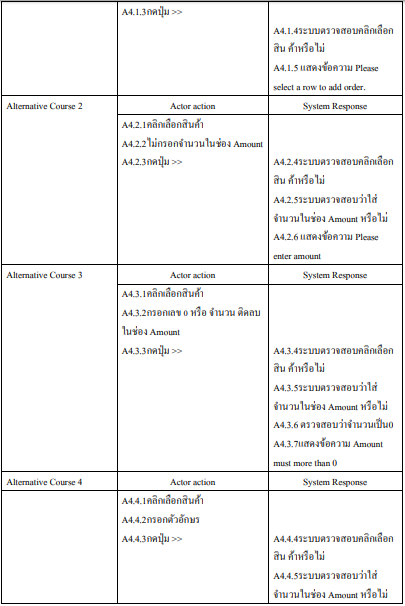 A4.1.3กดปุ่ม >>
A4.1.4ระบบตรวจสอบคลิกเลือก
สิน ค้าหรือไม่
A4.1.5 แสดงข้อความ Please
select a row to add order.
Alternative Course 2
Actor action
System Response
A4.2.1คลิกเลือกสินค้า
A4.2.2 ไม่กรอกจำนวนในช่อง Amount
A4.2.3กดปุ่ม >>
A4.2.4ระบบตรวจสอบคลิกเลือก
สิน ค้าหรือไม่
A4.2.5ระบบตรวจสอบว่าใส่
จำนวนในช่อง Amount หรือไม่
A4.2.6 แสดงข้อความ Please
enter amount
Alternative Course 3
Actor action
System Response
A4.3.1คลิกเลือกสินค้า
A4.3.2กรอกเลข 0 หรือ จำนวน ติดลบ
ในช่อง Amount
A4.3.3กดปุ่ม >>
A4.3.4ระบบตรวจสอบคลิกเลือก
สิน ค้าหรือไม่
A4.3.5ระบบตรวจสอบว่าใส่
จำนวนในช่อง Amount หรือไม่
A4.3.6 ตรวจสอบว่าจำนวนเป็น0
A4.3.7แสดงข้อความ Amount
must more than 0
Alternative Course 4
Actor action
System Response
A4.4.1คลิกเลือกสินค้า
A4.4.2กรอกตัวอักษร
A4.4.3กดปุ่ม >>
A4.4.4ระบบตรวจสอบคลิกเลือก
สิน ค้าหรือไม่
A4.4.5ระบบตรวจสอบว่าใส่
จำนวนในช่อง Amount หรือไม่